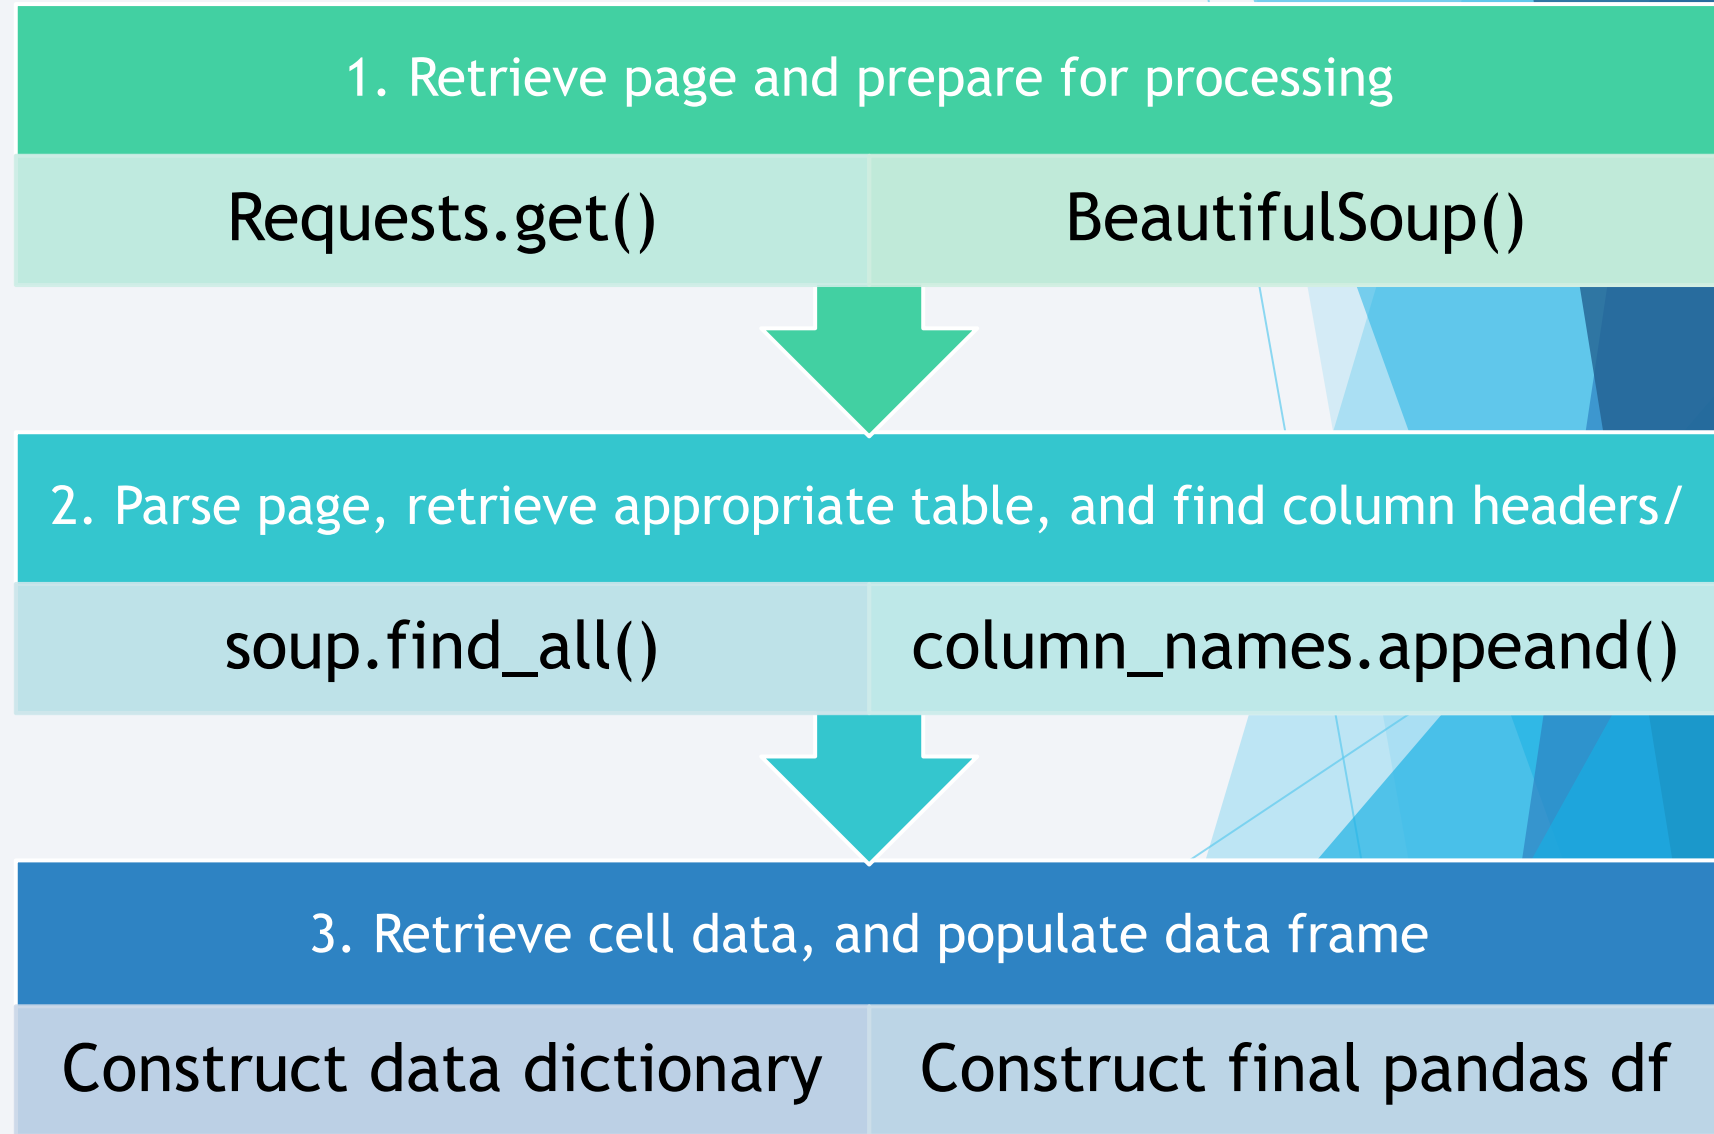 1. Retrieve page and prepare for processing
Requests.get()
BeautifulSoup()
2. Parse page, retrieve appropriate table, and find column headers/
soup.find_all()
column_names.appeand()
3. Retrieve cell data, and populate data frame
Construct data dictionary
Construct final pandas df